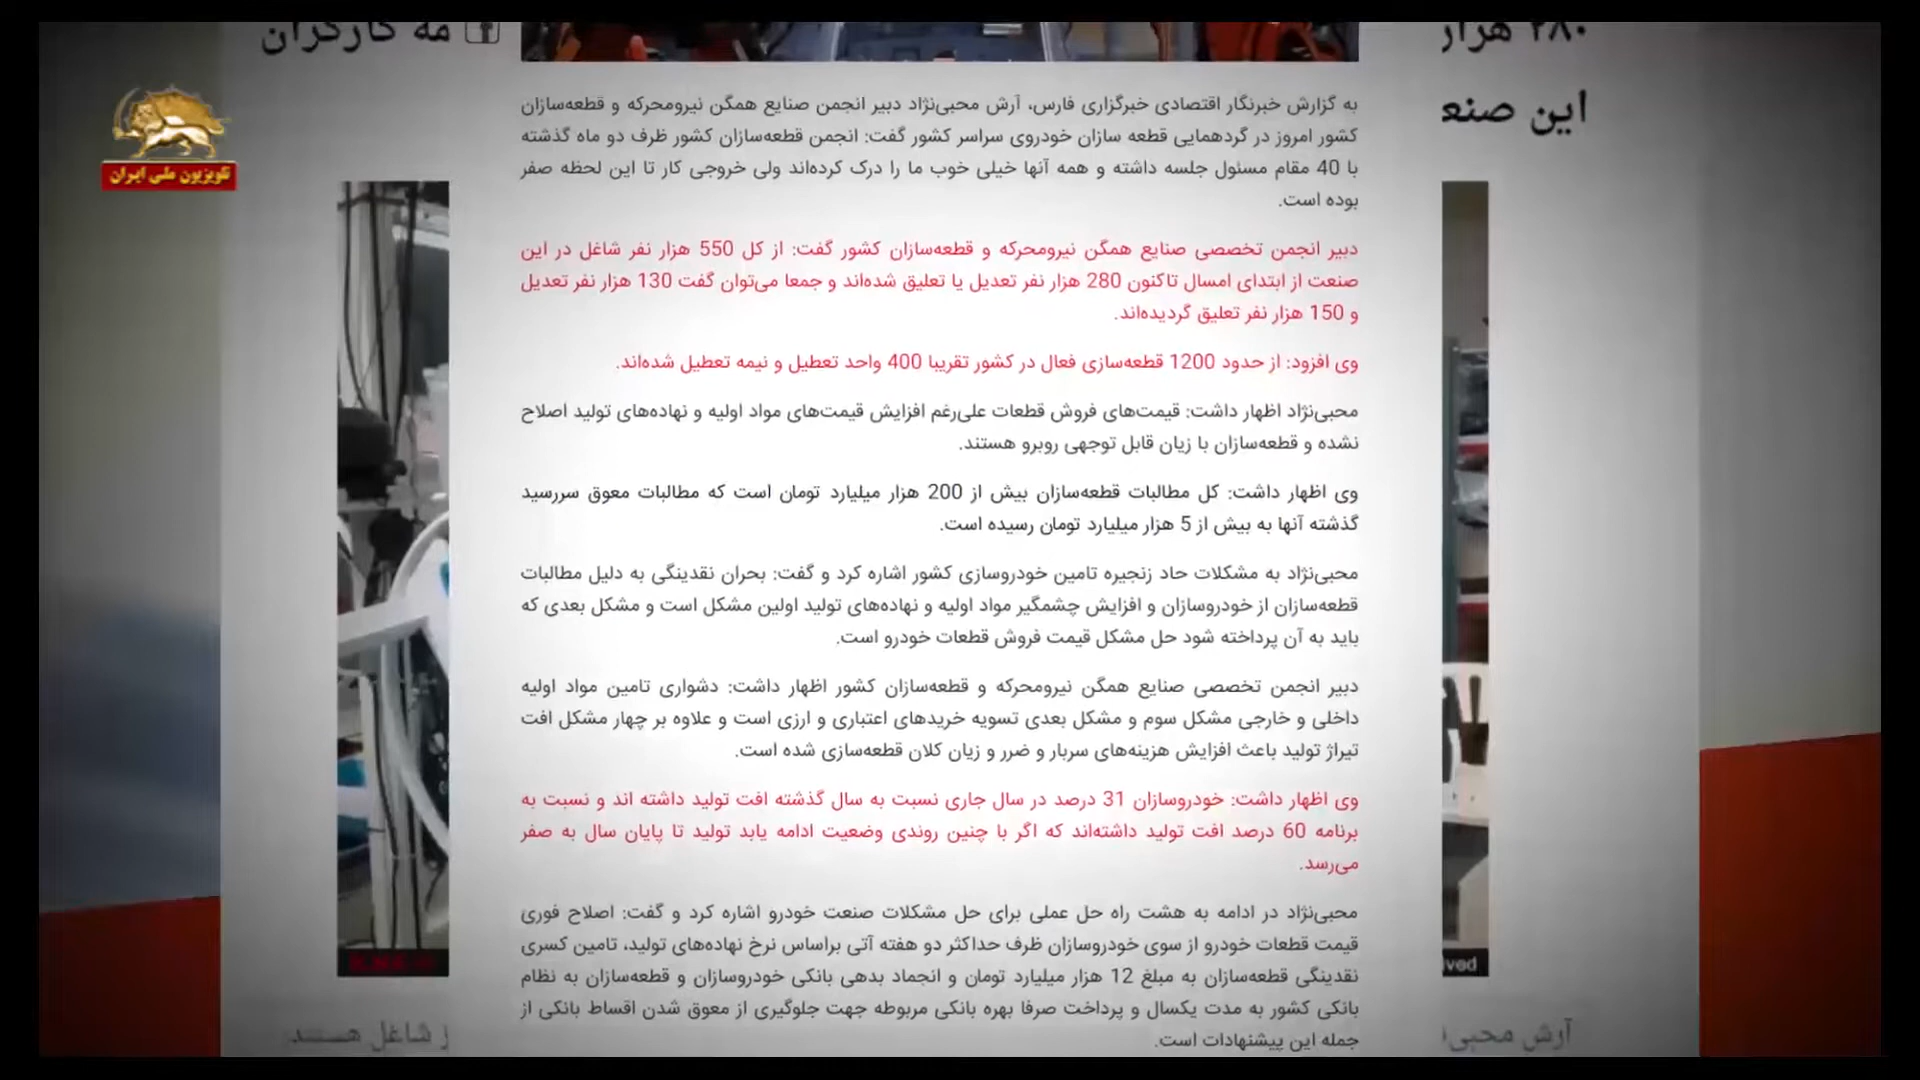 ۲۸۰ هزار
مه کارگران
این صنع
تلویزیون ملی ایران
به گزارش خبرنگار اقتصادی خبرگزاری فارس، آرش محبی‌نژاد دبیر انجمن صنایع همگن نیرومحرکه و قطعه‌سازان
کشور امروز در گردهمایی قطعه سازان خودروی سراسر کشور گفت: انجمن قطعه‌سازان کشور ظرف دو ماه گذشته
با 40 مقام مسئول جلسه داشته و همه آنها خیلی خوب ما را درک کرده‌اند ولی خروجی کار تا این لحظه صفر
بوده است.
دبیر انجمن تخصصی صنایع همگن نیرومحرکه و قطعه‌سازان کشور گفت: از کل 550 هزار نفر شاغل در این
صنعت از ابتدای امسال تاکنون 280 هزار نفر تعدیل یا تعلیق شده‌اند و جمعا می‌توان گفت 130 هزار نفر تعدیل
و 150 هزار نفر تعلیق گردیده‌اند.
وی افزود: از حدود 1200 قطعه‌سازی فعال در کشور تقریبا 400 واحد تعطیل و نیمه تعطیل شده‌اند.
محبی‌نژاد اظهار داشت: قیمت‌های فروش قطعات علی‌رغم افزایش قیمت‌های مواد اولیه و نهاده‌های تولید اصلاح
نشده و قطعه‌سازان با زیان قابل توجهی روبرو هستند.
وی اظهار داشت: کل مطالبات قطعه‌سازان بیش از 200 هزار میلیارد تومان است که مطالبات معوق سررسید
گذشته آنها به بیش از 5 هزار میلیارد تومان رسیده است.
محبی‌نژاد به مشکلات حاد زنجیره تامین خودروسازی کشور اشاره کرد و گفت: بحران نقدینگی به دلیل مطالبات
قطعه‌سازان از خودروسازان و افزایش چشمگیر مواد اولیه و نهاده‌های تولید اولین مشکل است و مشکل بعدی که
باید به آن پرداخته شود حل مشکل قیمت فروش قطعات خودرو است.
دبیر انجمن تخصصی صنایع همگن نیرومحرکه و قطعه‌سازان کشور اظهار داشت: دشواری تامین مواد اولیه
داخلی و خارجی مشکل سوم و مشکل بعدی تسویه خریدهای اعتباری و ارزی است و علاوه بر چهار مشکل افت
تیراژ تولید باعث افزایش هزینه‌های سربار و ضرر و زیان کلان قطعه‌سازی شده است.
وی اظهار داشت: خودروسازان 31 درصد در سال جاری نسبت به سال گذشته افت تولید داشته اند و نسبت به
برنامه 60 درصد افت تولید داشته‌اند که اگر با چنین روندی وضعیت ادامه یابد تولید تا پایان سال به صفر
می‌رسد.
محبی‌نژاد در ادامه به هشت راه حل عملی برای حل مشکلات صنعت خودرو اشاره کرد و گفت: اصلاح فوری
قیمت قطعات خودرو از سوی خودروسازان ظرف حداکثر دو هفته آتی براساس نرخ نهاده‌های تولید، تامین کسری
نقدینگی قطعه‌سازان به مبلغ 12 هزار میلیارد تومان و انجماد بدهی بانکی خودروسازان و قطعه‌سازان به نظام
بانکی کشور به مدت یکسال و پرداخت صرفا بهره بانکی مربوطه جهت جلوگیری از معوق شدن اقساط بانکی از
جمله این پیشنهادات است.
ved
آرش محبی‌
ز شاغل هستند